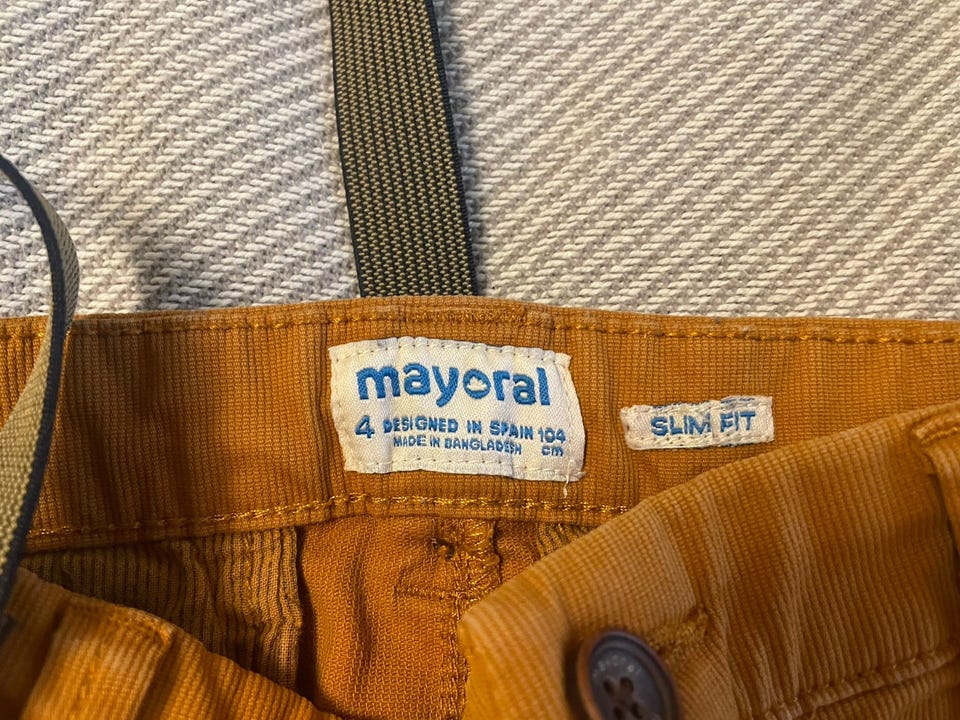 mayoral
4 DESIGNED IN SPAIN 104
MADE IN BANGLADESH cm
SLIM FIT